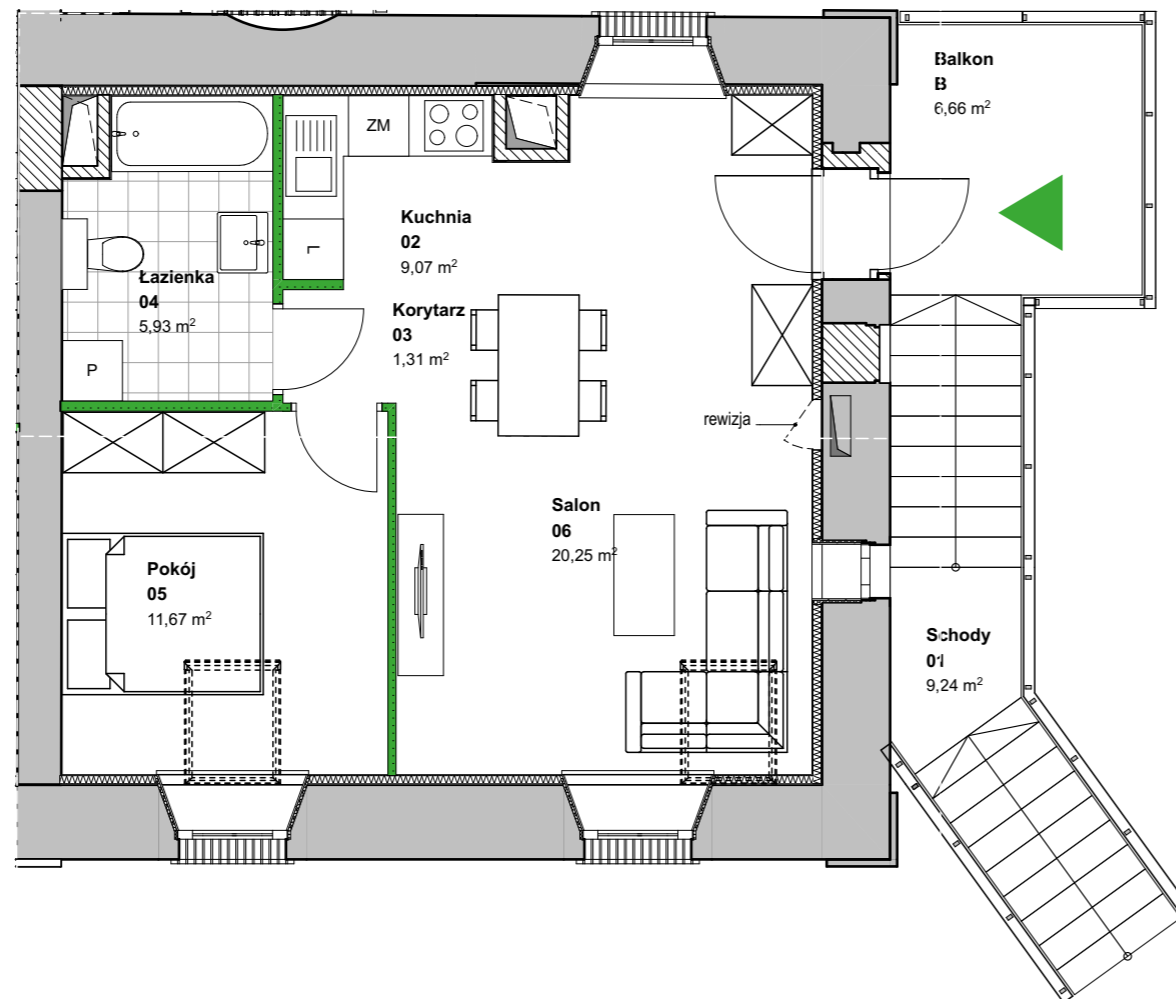 Balkon
B
6,66 m²
ZM
Kuchnia
02
9,07 m²
L
Łazienka
04
5,93 m²
Korytarz
03
1,31 m²
P
rewizja
Salon
06
20,25 m²
Pokój
05
11,67 m²
Schody
01
9,24 m²